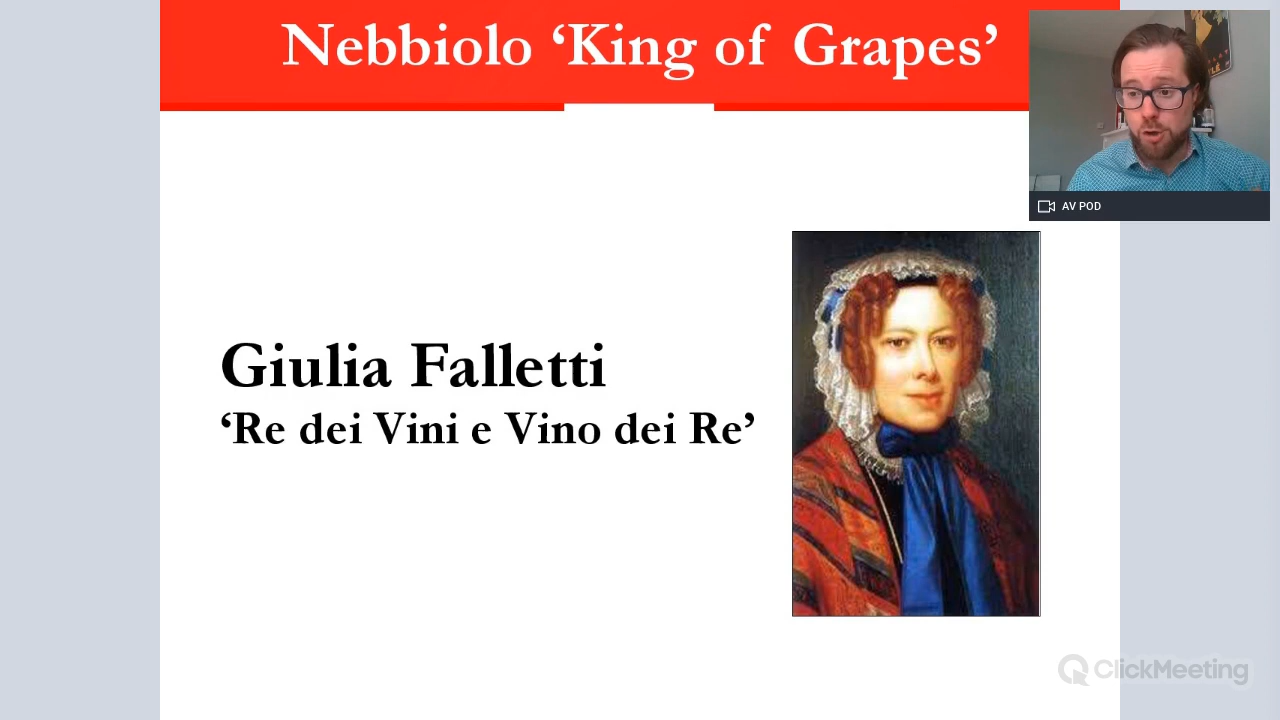 Nebbiolo ‘King of Grapes’
AV POD
Giulia Falletti
‘Re dei Vini e Vino dei Re’
ClickMeeting